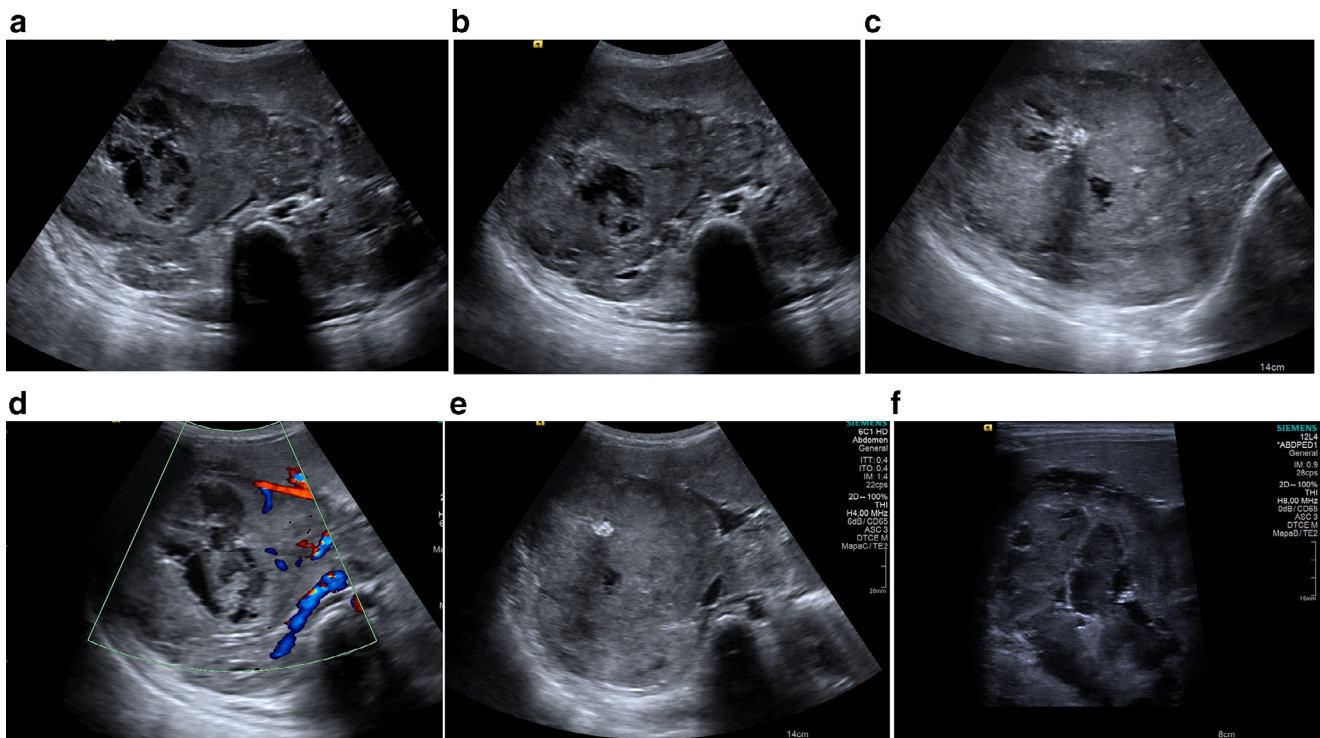 a
b
c
14cm
d
e
SIEMENS
6C1 HD
Abdomen
General
ITT: 0,4
ITO: 0,4
IM: 1,4
22cps
2D-- 100%
THI
H4,00 MHz
6dB / CD65
ASC 3
DTCE M
MapaC / TE2
20mm
14cm
f
SIEMENS
12L4
*ABDPED1
General
IM: 0,9
28cps
2D-- 100%
THI
H8,00 MHz
0dB / CD65
ASC 3
DTCE M
MapaB / TE2
15mm
8cm